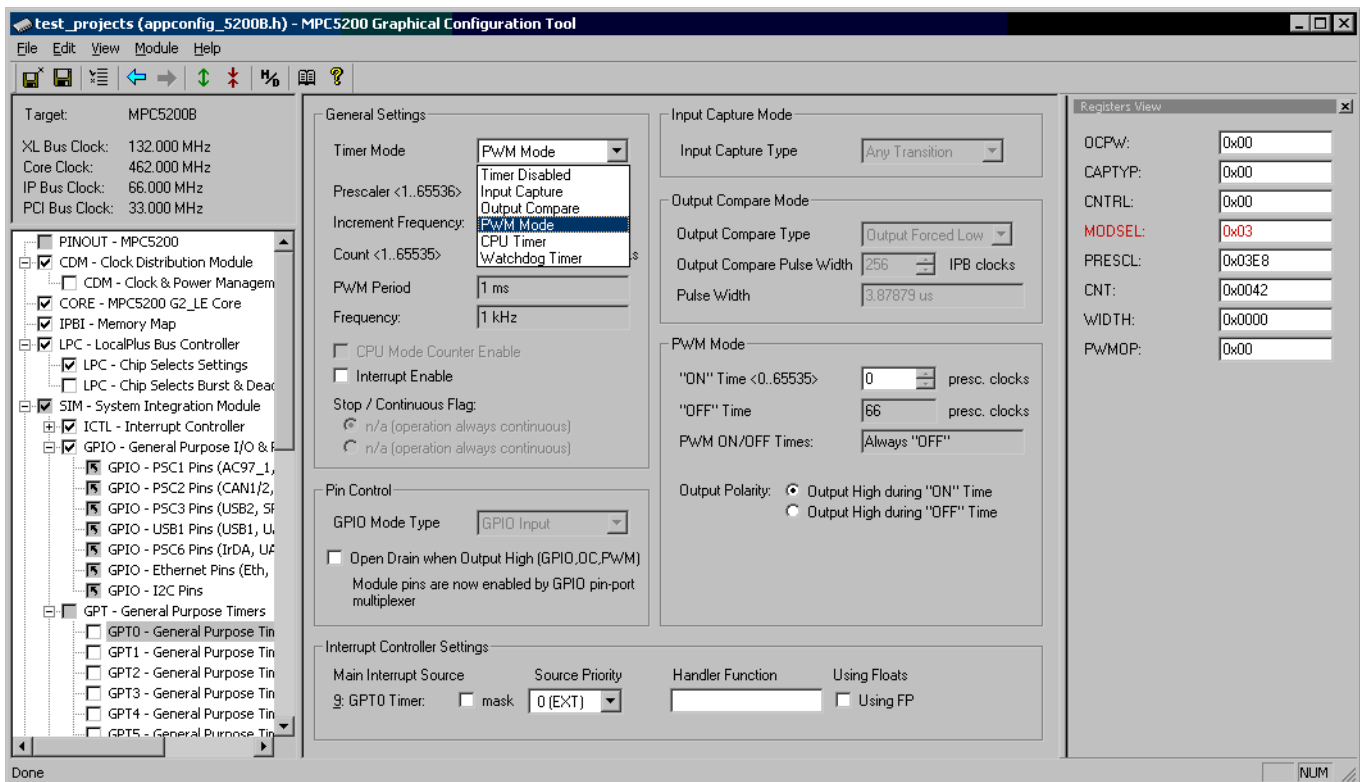 test_projects (appconfig_5200B.h) - MPC5200 Graphical Configuration Tool
File Edit View Module Help
H/D
Target: MPC5200B
XL Bus Clock: 132.000 MHz
Core Clock: 462.000 MHz
IP Bus Clock: 66.000 MHz
PCI Bus Clock: 33.000 MHz
PINOUT - MPC5200
CDM - Clock Distribution Module
CDM - Clock & Power Managem
CORE - MPC5200 G2_LE Core
IPBI - Memory Map
LPC - LocalPlus Bus Controller
LPC - Chip Selects Settings
LPC - Chip Selects Burst & Deac
SIM - System Integration Module
ICTL - Interrupt Controller
GPIO - General Purpose I/O & F
GPIO - PSC1 Pins (AC97_1,
GPIO - PSC2 Pins (CAN1/2,
GPIO - PSC3 Pins (USB2, SF
GPIO - USB1 Pins (USB1, UA
GPIO - PSC6 Pins (IrDA, UA
GPIO - Ethernet Pins (Eth,
GPIO - I2C Pins
GPT - General Purpose Timers
GPT0 - General Purpose Tin
GPT1 - General Purpose Tin
GPT2 - General Purpose Tin
GPT3 - General Purpose Tin
GPT4 - General Purpose Tin
GPT5 - General Purpose Tin
General Settings
Timer Mode PWM Mode
Timer Disabled
Input Capture
Output Compare
PWM Mode
CPU Timer
Watchdog Timer
Prescaler <1..65536>
Increment Frequency:
Count <1..65535> s
PWM Period 1 ms
Frequency: 1 kHz
CPU Mode Counter Enable
Interrupt Enable
Stop / Continuous Flag:
n/a (operation always continuous)
n/a (operation always continuous)
Pin Control
GPIO Mode Type GPIO Input
Open Drain when Output High (GPIO,OC,PWM)
Module pins are now enabled by GPIO pin-port
multiplexer
Input Capture Mode
Input Capture Type Any Transition
Output Compare Mode
Output Compare Type Output Forced Low
Output Compare Pulse Width 256 IPB clocks
Pulse Width 3.87879 us
PWM Mode
"ON" Time <0..65535> 0 presc. clocks
"OFF" Time 66 presc. clocks
PWM ON/OFF Times: Always "OFF"
Output Polarity: Output High during "ON" Time
Output High during "OFF" Time
Interrupt Controller Settings
Main Interrupt Source Source Priority Handler Function Using Floats
9: GPT0 Timer: mask 0 (EXT) Using FP
Registers View
OCPW: 0x00
CAPTYP: 0x00
CNTRL: 0x00
MODSEL: 0x03
PRESCL: 0x03E8
CNT: 0x0042
WIDTH: 0x0000
PWMOP: 0x00
Done NUM